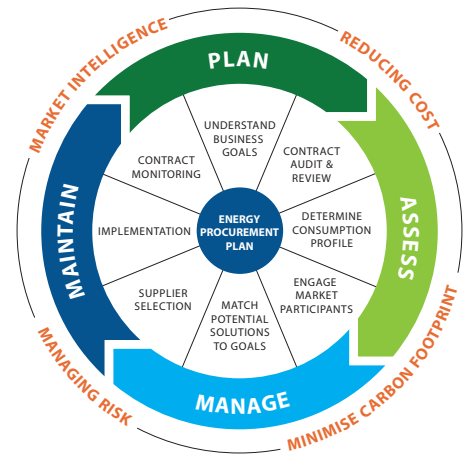 MARKET INTELLIGENCE
REDUCING COST
MINIMISE CARBON FOOTPRINT
MANAGING RISK
PLAN
ASSESS
MANAGE
MAINTAIN
UNDERSTAND
BUSINESS
GOALS
CONTRACT
AUDIT &
REVIEW
DETERMINE
CONSUMPTION
PROFILE
ENGAGE
MARKET
PARTICIPANTS
MATCH
POTENTIAL
SOLUTIONS
TO GOALS
SUPPLIER
SELECTION
IMPLEMENTATION
CONTRACT
MONITORING
ENERGY
PROCUREMENT
PLAN